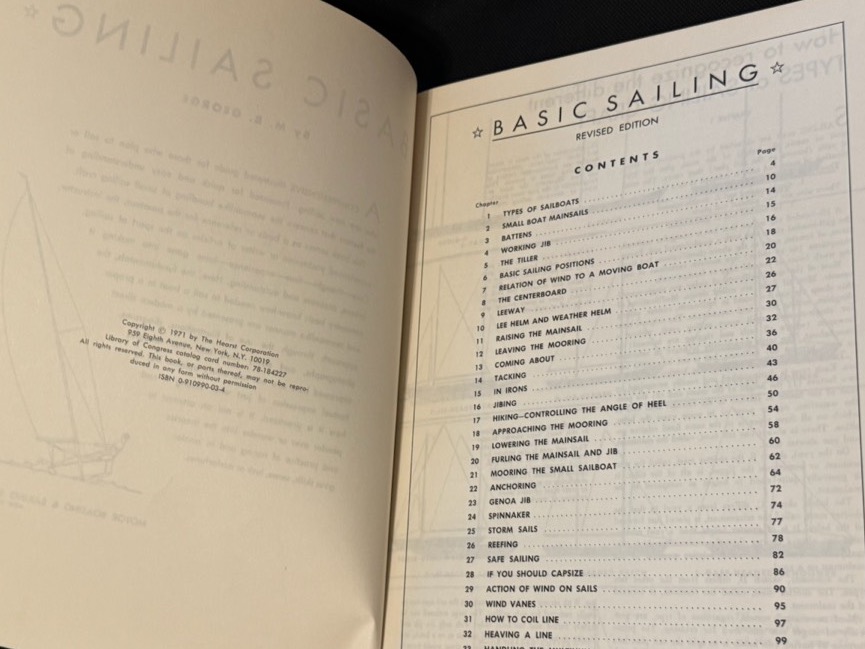 Copyright © 1971 by The Hearst Corporation
959 Eighth Avenue, New York, N.Y. 10019.
Library of Congress catalog card number: 78-184227
All rights reserved. This book, or parts thereof, may not be repro-
duced in any form without permission
ISBN 0-910990-03-4
☆ BASIC SAILING ☆
REVISED EDITION
CONTENTS
Chapter Page
1 TYPES OF SAILBOATS 4
2 SMALL BOAT MAINSAILS 10
3 BATTENS 14
4 WORKING JIB 15
5 THE TILLER 16
6 BASIC SAILING POSITIONS 18
7 RELATION OF WIND TO A MOVING BOAT 20
8 THE CENTERBOARD 22
9 LEEWAY 26
10 LEE HELM AND WEATHER HELM 27
11 RAISING THE MAINSAIL 30
12 LEAVING THE MOORING 32
13 COMING ABOUT 36
14 TACKING 40
15 IN IRONS 43
16 JIBING 46
17 HIKING—CONTROLLING THE ANGLE OF HEEL 50
18 APPROACHING THE MOORING 54
19 LOWERING THE MAINSAIL 58
20 FURLING THE MAINSAIL AND JIB 60
21 MOORING THE SMALL SAILBOAT 62
22 ANCHORING 64
23 GENOA JIB 72
24 SPINNAKER 74
25 STORM SAILS 77
26 REEFING 78
27 SAFE SAILING 82
28 IF YOU SHOULD CAPSIZE 86
29 ACTION OF WIND ON SAILS 90
30 WIND VANES 95
31 HOW TO COIL LINE 97
32 HEAVING A LINE 99